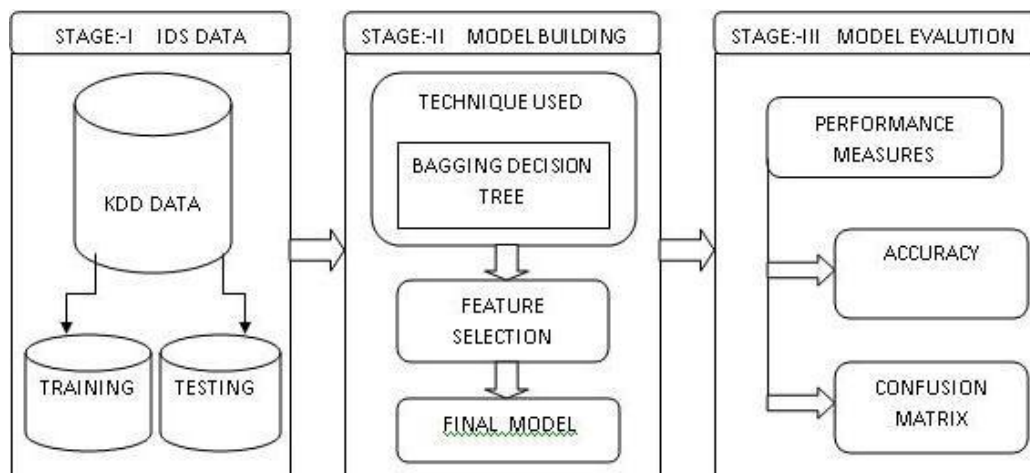 STAGE:-I IDS DATA
KDD DATA
TRAINING
TESTING
STAGE:-II MODEL BUILDING
TECHNIQUE USED
BAGGING DECISION
TREE
FEATURE
SELECTION
FINAL MODEL
STAGE:-III MODEL EVALUTION
PERFORMANCE
MEASURES
ACCURACY
CONFUSION
MATRIX